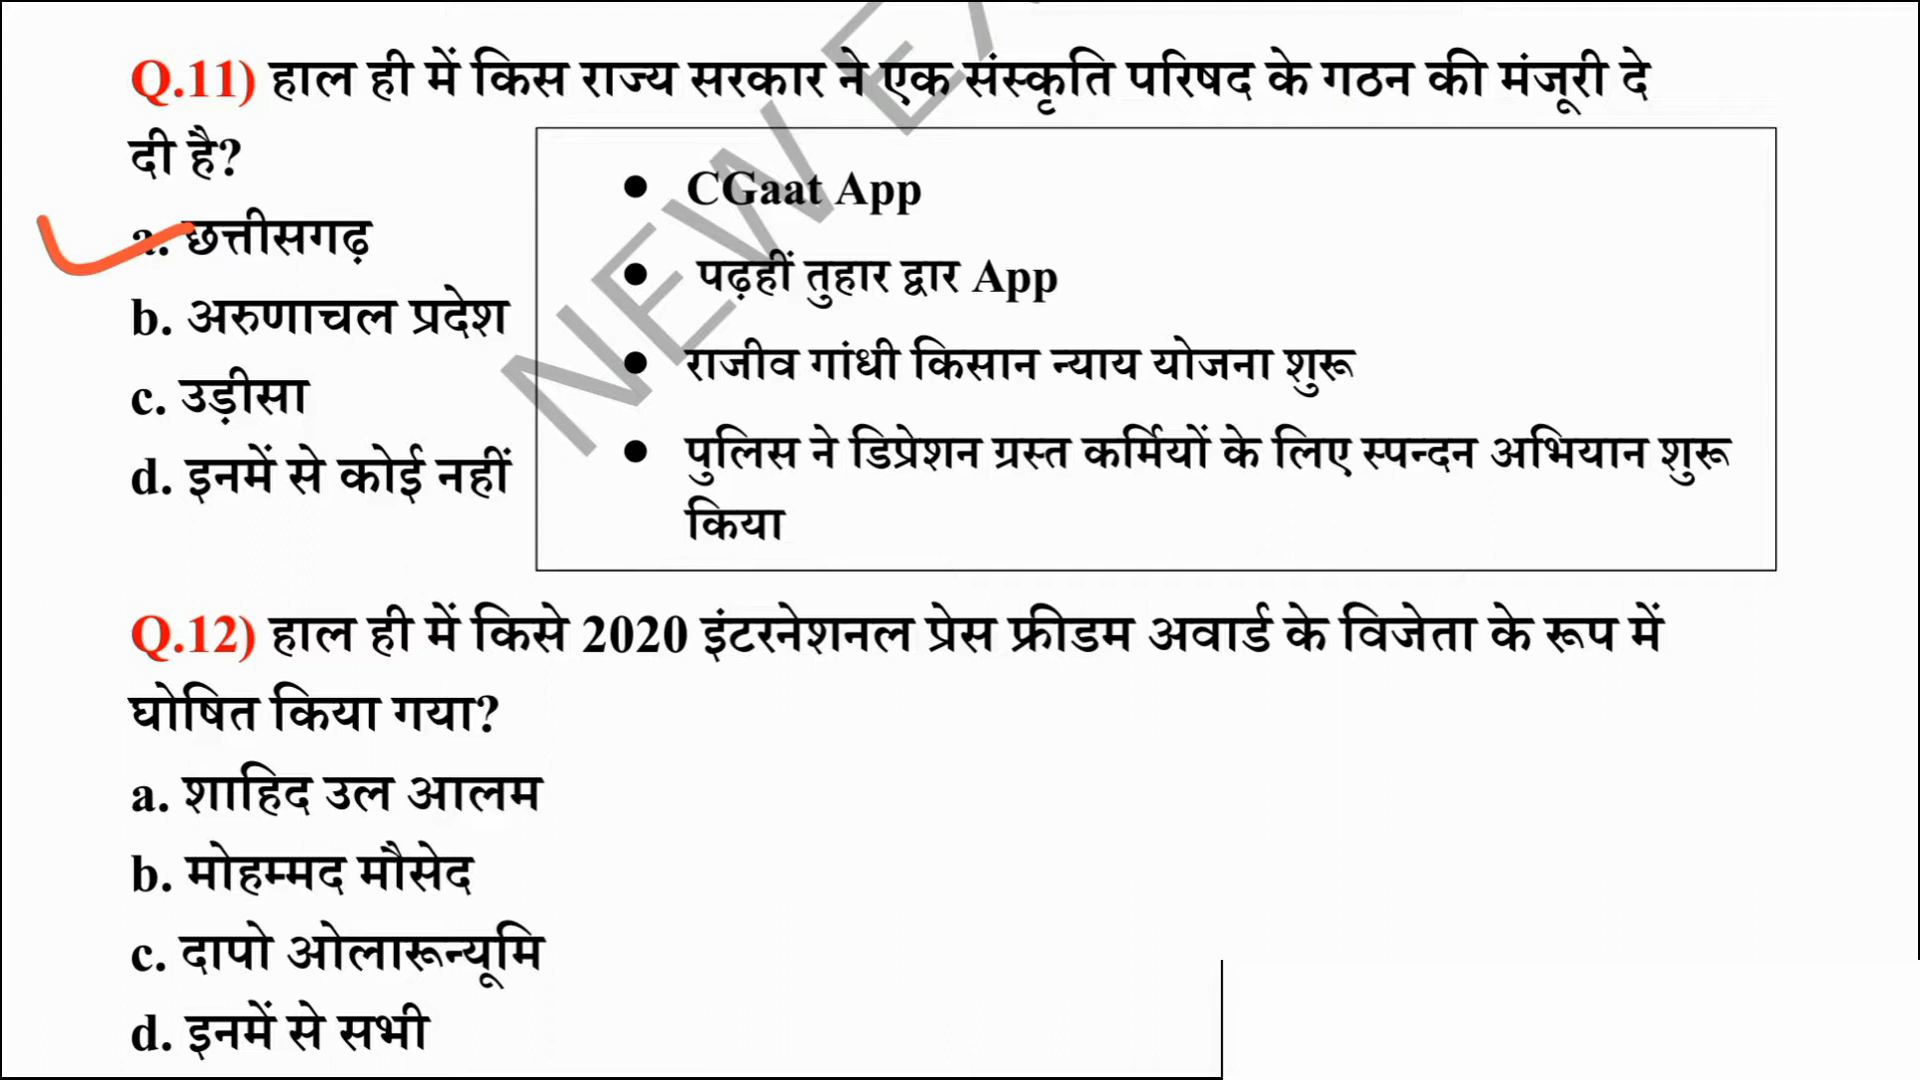 Q.11) हाल ही में किस राज्य सरकार ने एक संस्कृति परिषद के गठन की मंजूरी दे
दी है?
a. छत्तीसगढ़
b. अरुणाचल प्रदेश
c. उड़ीसा
d. इनमें से कोई नहीं
● CGaat App
● पढ़हीं तुहार द्वार App
● राजीव गांधी किसान न्याय योजना शुरू
● पुलिस ने डिप्रेशन ग्रस्त कर्मियों के लिए स्पन्दन अभियान शुरू
किया
NEW EX
Q.12) हाल ही में किसे 2020 इंटरनेशनल प्रेस फ्रीडम अवार्ड के विजेता के रूप में
घोषित किया गया?
a. शाहिद उल आलम
b. मोहम्मद मौसेद
c. दापो ओलारून्यूमि
d. इनमें से सभी